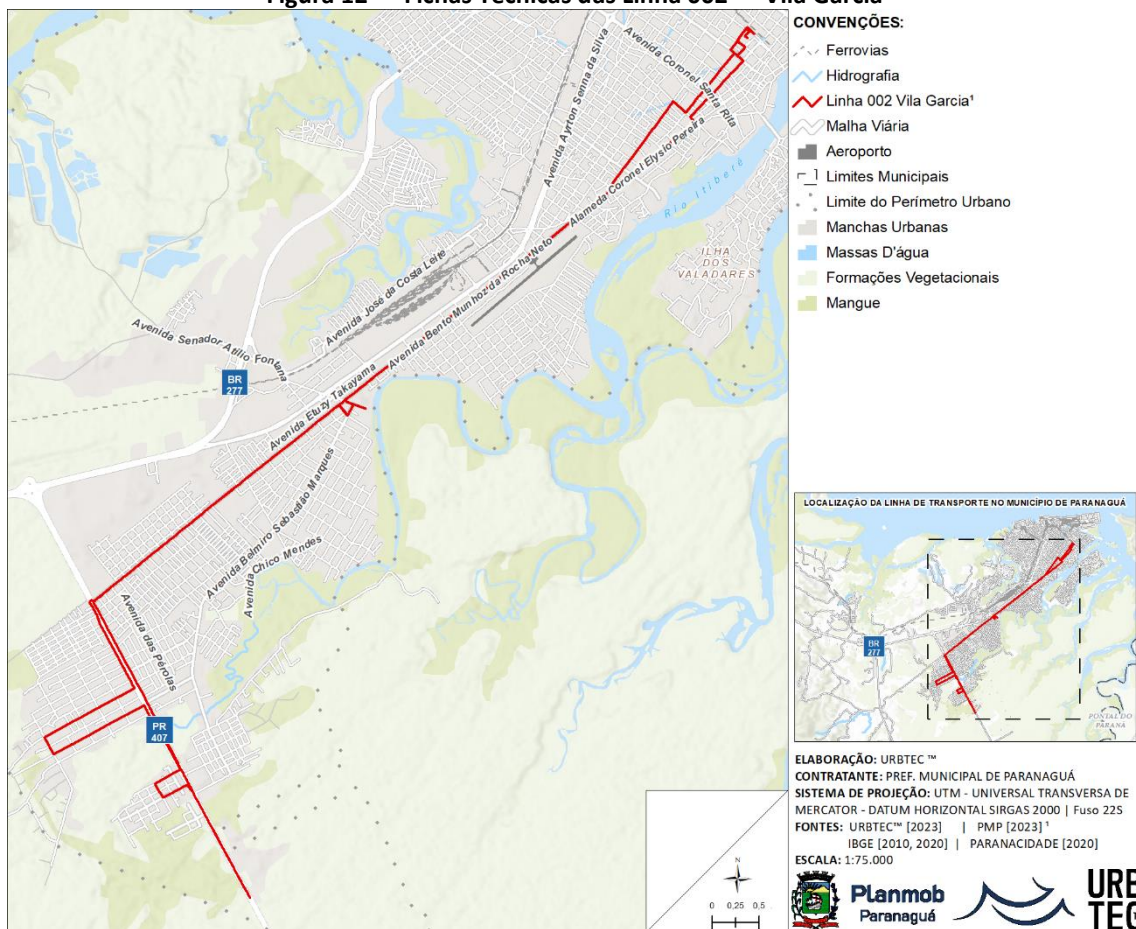 Figura 12 — Fichas Técnicas das Linha 002 — Vila Garcia
CONVENÇÕES:
Ferrovias
Hidrografia
Linha 002 Vila Garcia¹
Malha Viária
Aeroporto
Limites Municipais
Limite do Perímetro Urbano
Manchas Urbanas
Massas D'água
Formações Vegetacionais
Mangue
Avenida Coronel Santa Rita
Avenida Ayrton Senna da Silva
Alameda Coronel Elysio Pereira
Rio Itiberê
ILHA
DOS
VALADARES
Avenida Bento Munhoz da Rocha Neto
Avenida José da Costa Leite
Avenida Senador Atílio Fontana
BR
277
Avenida Etuzy Takayama
Avenida Belmiro Sebastião Marques
Avenida Chico Mendes
Avenida das Pérolas
PR
407
LOCALIZAÇÃO DA LINHA DE TRANSPORTE NO MUNICÍPIO DE PARANAGUÁ
BR
277
PONTAL DO
PARANÁ
ELABORAÇÃO: URBTEC ™
CONTRATANTE: PREF. MUNICIPAL DE PARANAGUÁ
SISTEMA DE PROJEÇÃO: UTM - UNIVERSAL TRANSVERSA DE
MERCATOR - DATUM HORIZONTAL SIRGAS 2000 | Fuso 22S
FONTES: URBTEC™ [2023] | PMP [2023] ¹
IBGE [2010, 2020] | PARANACIDADE [2020]
ESCALA: 1:75.000
N
0 0,25 0,5
Planmob
Paranaguá
URB
TEC